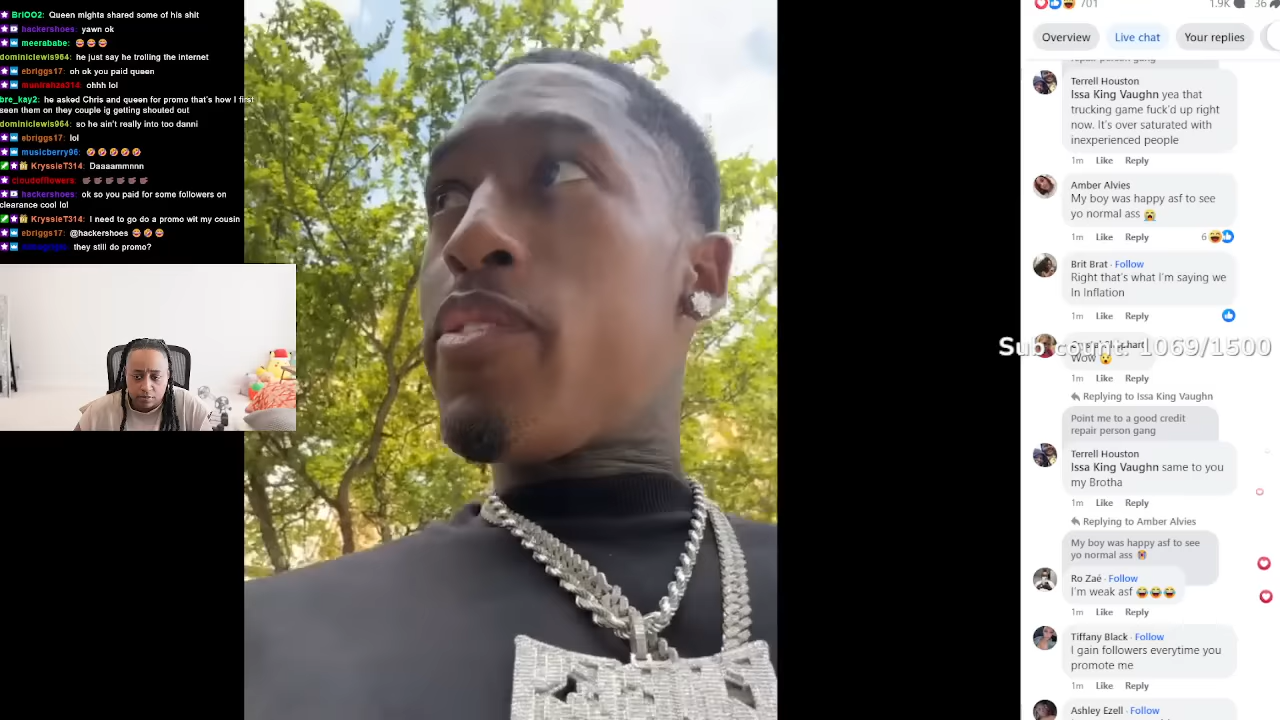 BriOO2: Queen mighta shared some of his shit
hackershoes: yawn ok
meerababe: 🤣🤣🤣
dominiclewis964: he just say he trolling the internet
ebriggs17: oh ok you paid queen
ohhh lol
bre_kay2: he asked Chris and queen for promo that's how I first
seen them on they couple ig getting shouted out
dominiclewis964: so he ain't really into too danni
ebriggs17: lol
musicberry96: 🤣🤣🤣🤣🤣
KryssieT314: Daaaammnnn
cloudofflowers:
hackershoes: ok so you paid for some followers on
clearance cool lol
KryssieT314: I need to go do a promo wit my cousin
ebriggs17: @hackershoes 😂🤣😂
they still do promo?
701
1.9K
36
Overview
Live chat
Your replies
repair person gang
Terrell Houston
Issa King Vaughn yea that
trucking game fuck'd up right
now. It's over saturated with
inexperienced people
1m Like Reply
Amber Alvies
My boy was happy asf to see
yo normal ass 😭
1m Like Reply 6
Brit Brat · Follow
Right that's what I'm saying we
In Inflation
1m Like Reply
Sub count: 1069/1500
Wow 😯
1m Like Reply
Replying to Issa King Vaughn
Point me to a good credit
repair person gang
Terrell Houston
Issa King Vaughn same to you
my Brotha
1m Like Reply
Replying to Amber Alvies
My boy was happy asf to see
yo normal ass 😭
Ro Zaé · Follow
I'm weak asf 😂😂😂
1m Like Reply
Tiffany Black · Follow
I gain followers everytime you
promote me
1m Like Reply
Ashley Ezell · Follow